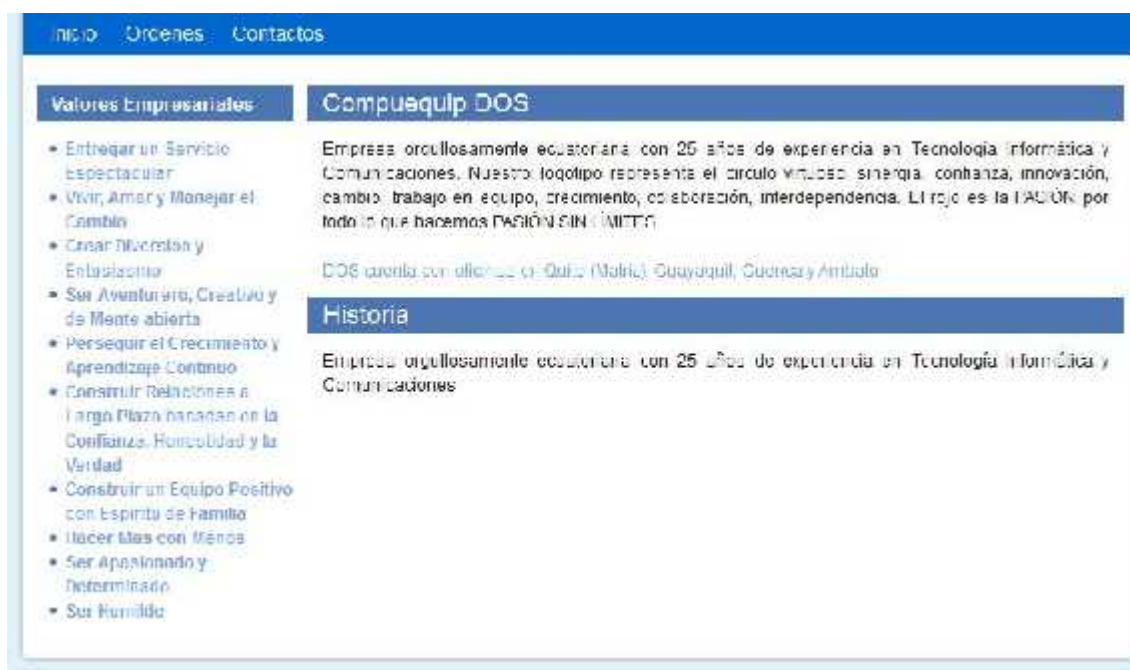 Inicio Ordenes Contactos
Valores Empresariales
• Entregar un Servicio
Espectacular
• Vivir, Amar y Manejar el
Cambio
• Crear Diversion y
Entusiasmo
• Ser Aventurero, Creativo y
de Mente abierta
• Perseguir el Crecimiento y
Aprendizaje Continuo
• Construir Relaciones a
Largo Plazo basadas en la
Confianza, Honestidad y la
Verdad
• Construir un Equipo Positivo
con Espiritu de Familia
• Hacer Mas con Menos
• Ser Apasionado y
Determinado
• Ser Humilde
Compuequip DOS
Empresa orgullosamente ecuatoriana con 25 años de experiencia en Tecnología Informática y
Comunicaciones. Nuestro logotipo representa el circulo virtuoso: sinergia, confianza, innovación,
cambio, trabajo en equipo, crecimiento, colaboración, interdependencia. El rojo es la PASIÓN por
todo lo que hacemos PASIÓN SIN LÍMITES
DOS cuenta con oficinas en Quito (Matriz), Guayaquil, Cuenca y Ambato
Historia
Empresa orgullosamente ecuatoriana con 25 años de experiencia en Tecnología Informática y
Comunicaciones